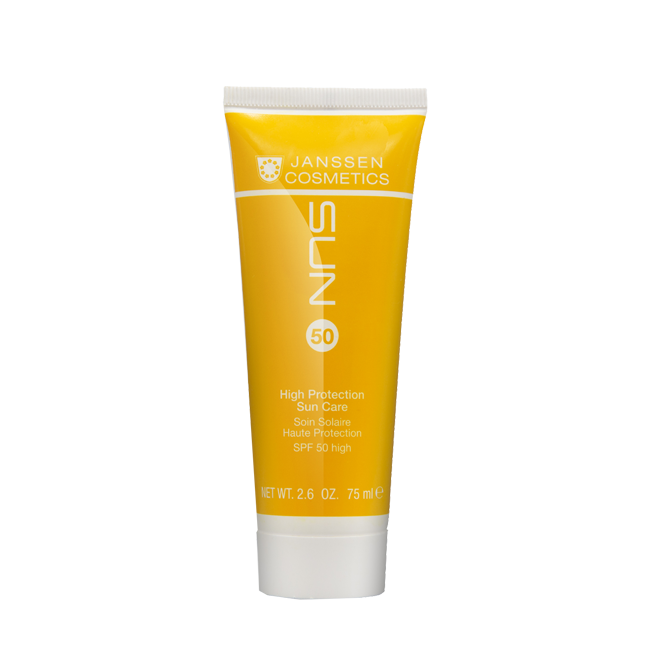 JANSSEN
COSMETICS
SUN
50
High Protection
Sun Care
Soin Solaire
Haute Protection
SPF 50 high
NET WT. 2.6 OZ. 75 ml ℮